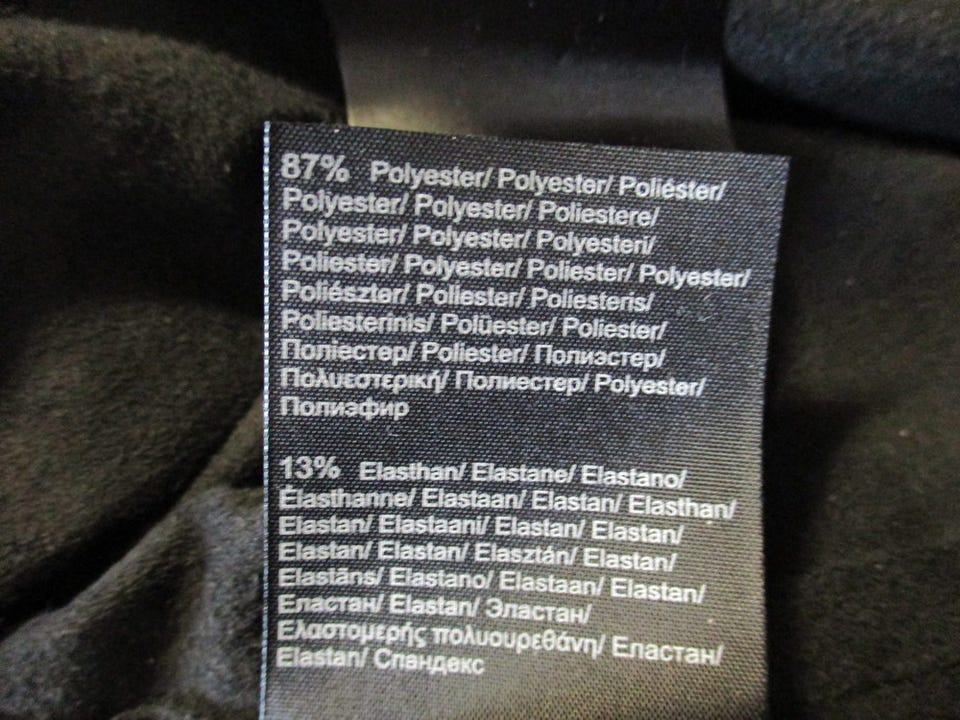 87% Polyester/ Polyester/ Poliéster/
Polyester/ Polyester/ Poliestere/
Polyester/ Polyester/ Polyesteri/
Poliester/ Polyester/ Poliester/ Polyester/
Poliészter/ Poliester/ Poliesteris/
Poliesterinis/ Polüester/ Poliester/
Поліестер/ Poliester/ Полиэстер/
Πολυεστερική/ Полиестер/ Polyester/
Полиэфир
13% Elasthan/ Elastane/ Elastano/
Élasthanne/ Elastaan/ Elastan/ Elasthan/
Elastan/ Elastaani/ Elastan/ Elastan/
Elastan/ Elastan/ Elasztán/ Elastan/
Elastāns/ Elastano/ Elastaan/ Elastan/
Еластан/ Elastan/ Эластан/
Ελαστομερής πολυουρεθάνη/ Еластан/
Elastan/ Спандекс